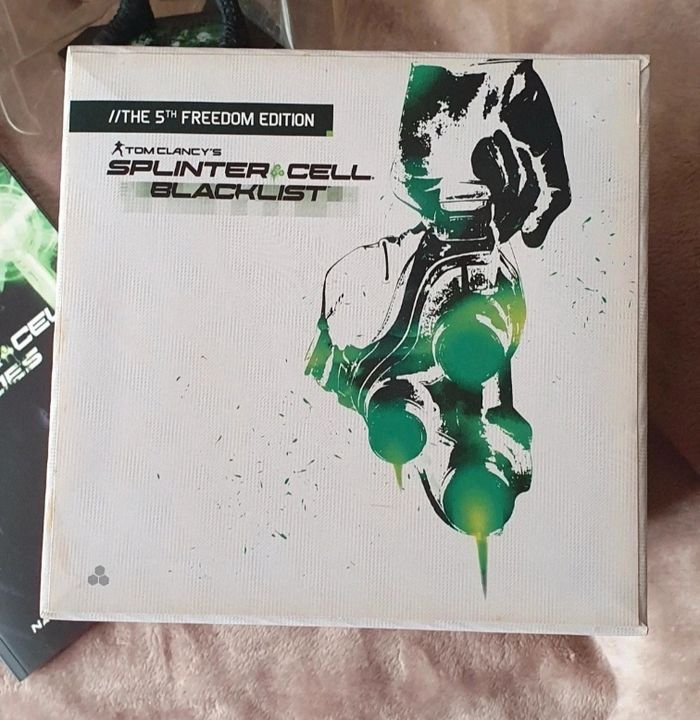 //THE 5TH FREEDOM EDITION
TOM CLANCY'S
SPLINTER CELL
BLACKLIST